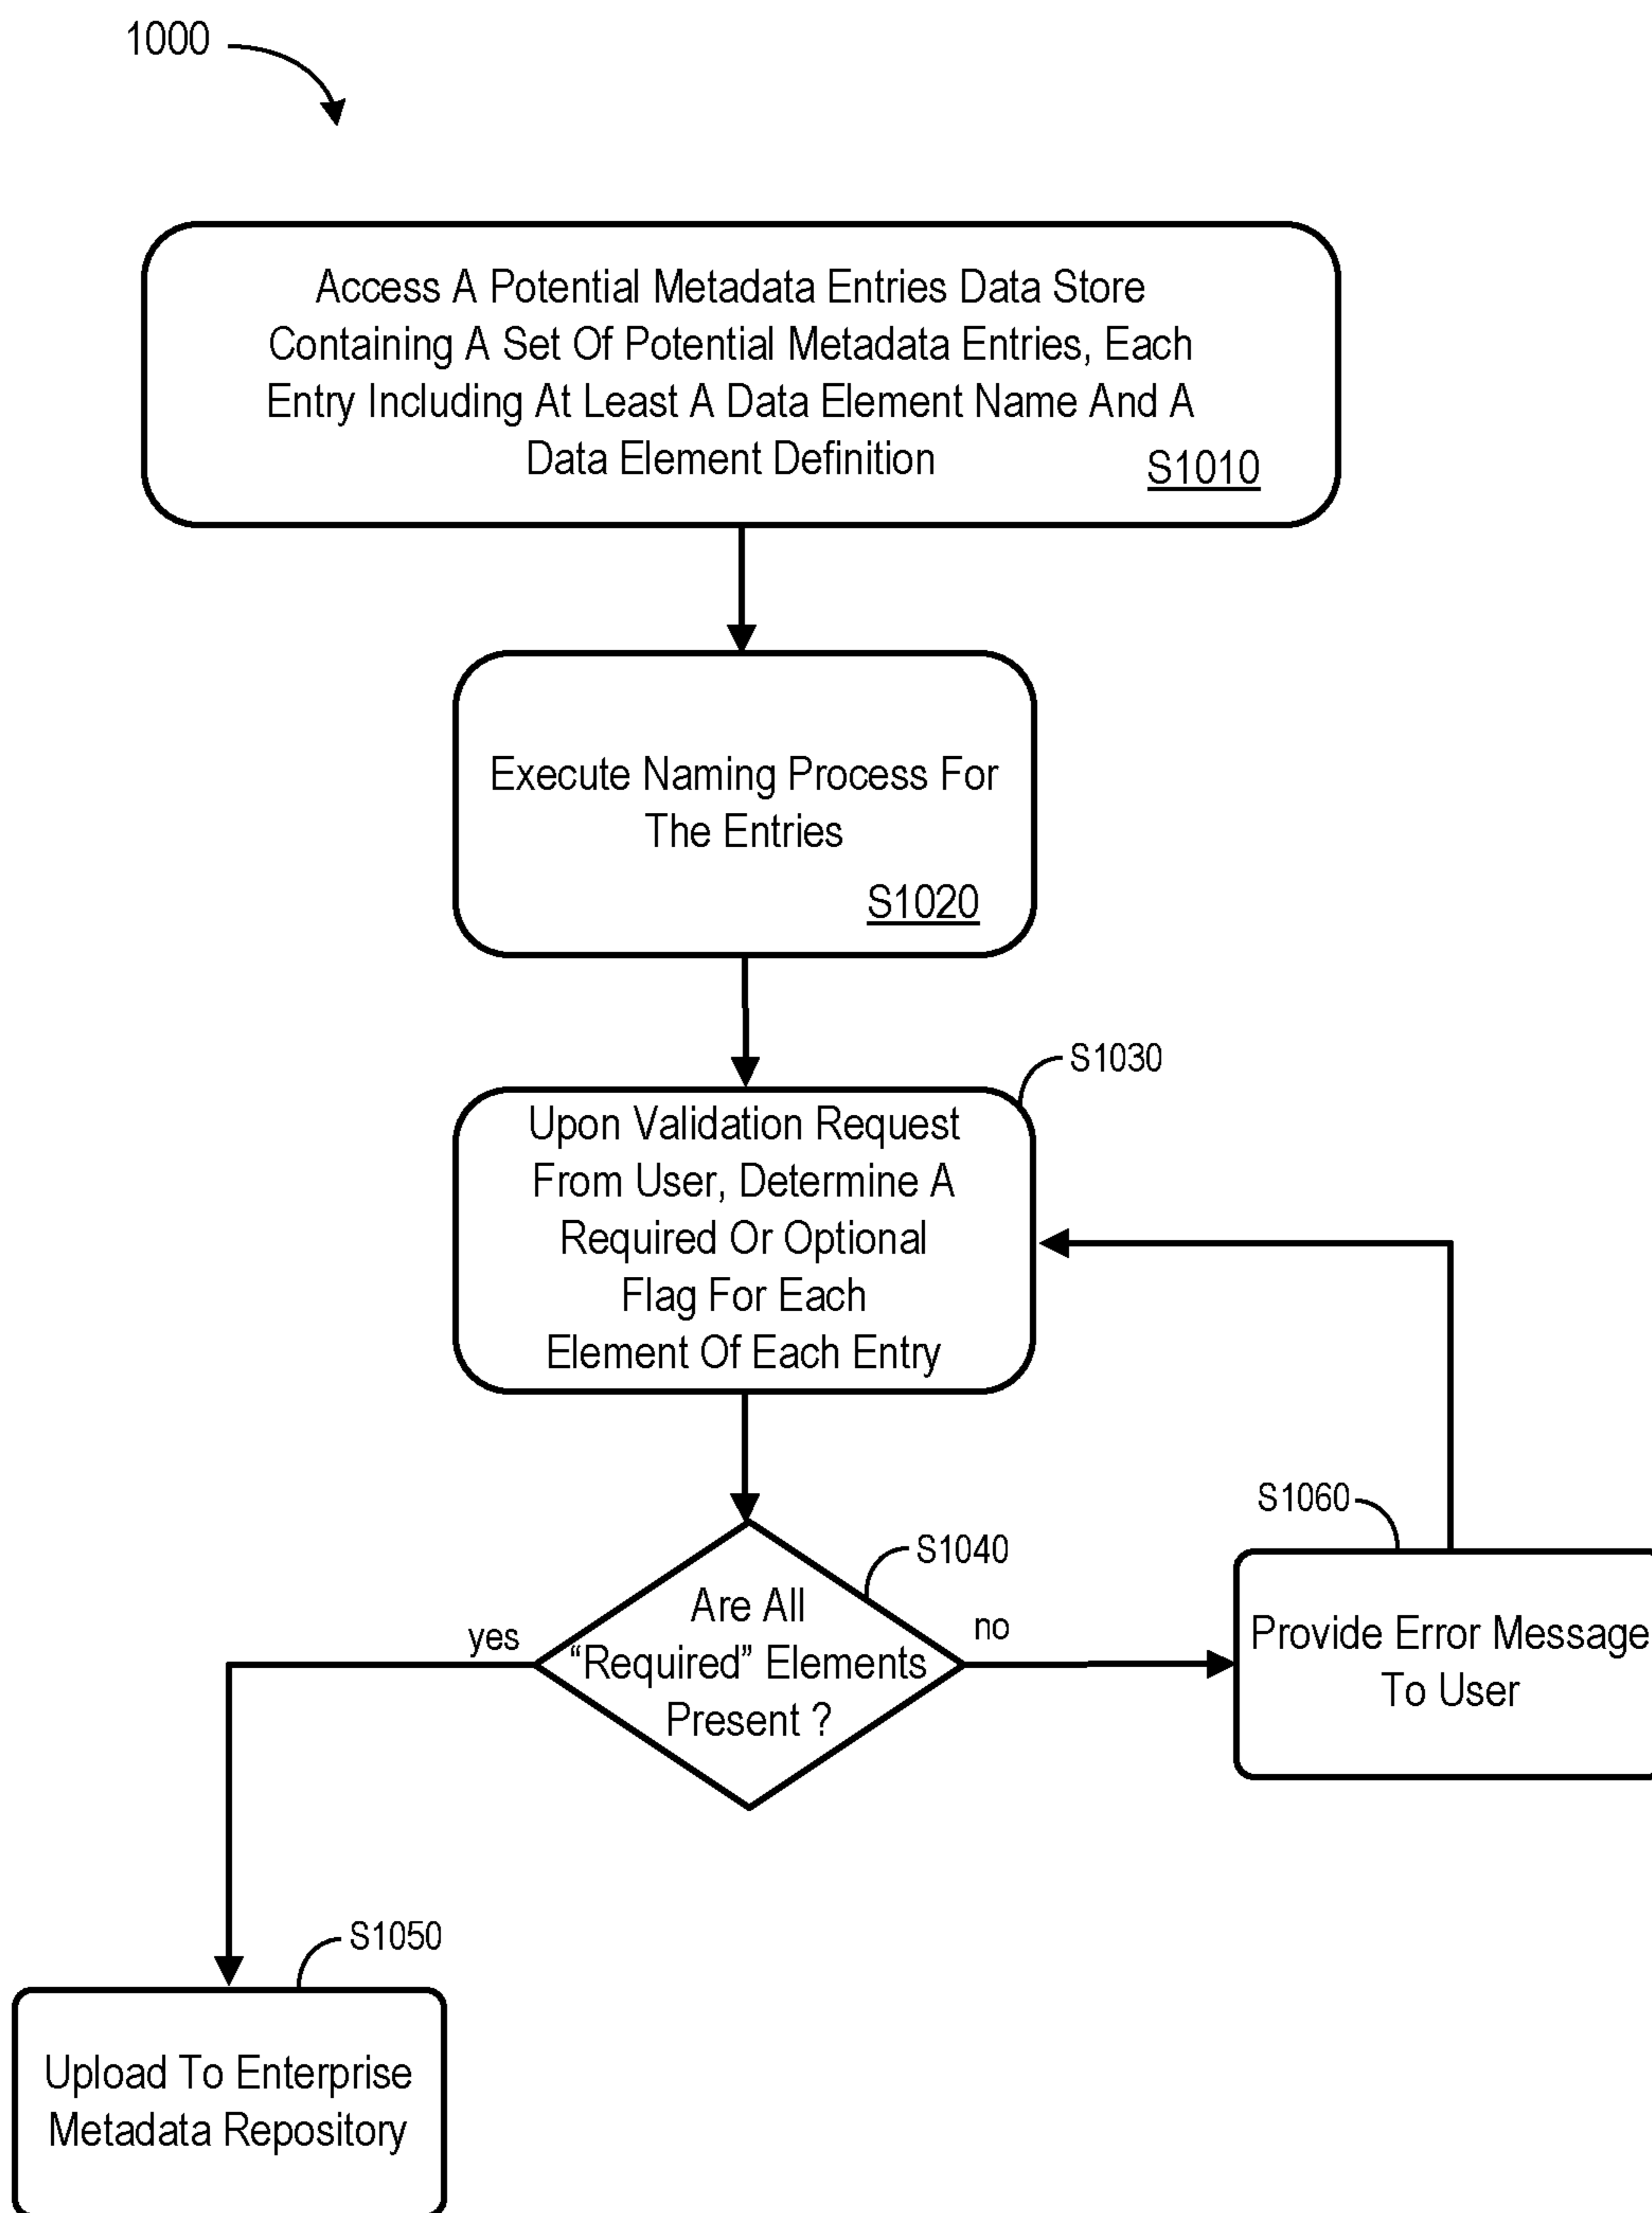 1000
Access A Potential Metadata Entries Data Store
Containing A Set Of Potential Metadata Entries, Each
Entry Including At Least A Data Element Name And A
Data Element Definition
S1010
Execute Naming Process For
The Entries
S1020
S1030
Upon Validation Request
From User, Determine A
Required Or Optional
Flag For Each
Element Of Each Entry
S1040
Are All
“Required” Elements
Present ?
yes
no
S1060
Provide Error Message
To User
S1050
Upload To Enterprise
Metadata Repository